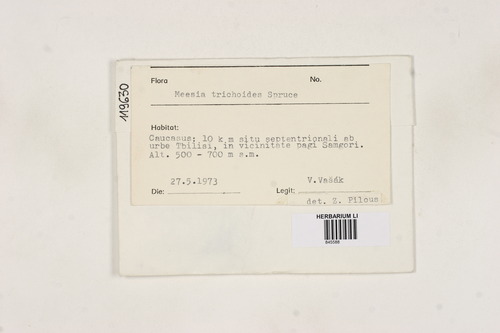 119630
Flora No.
Meesia trichoides Spruce
Habitat:
Caucasus: 10 k m situ septentrionali ab
urbe Tbilisi, in vicinitate pagi Samgori.
Alt. 500 - 700 m s.m.
Die: 27.5.1973 Legit: V.Vašák
det. Z. Pilous
HERBARIUM LI
845588